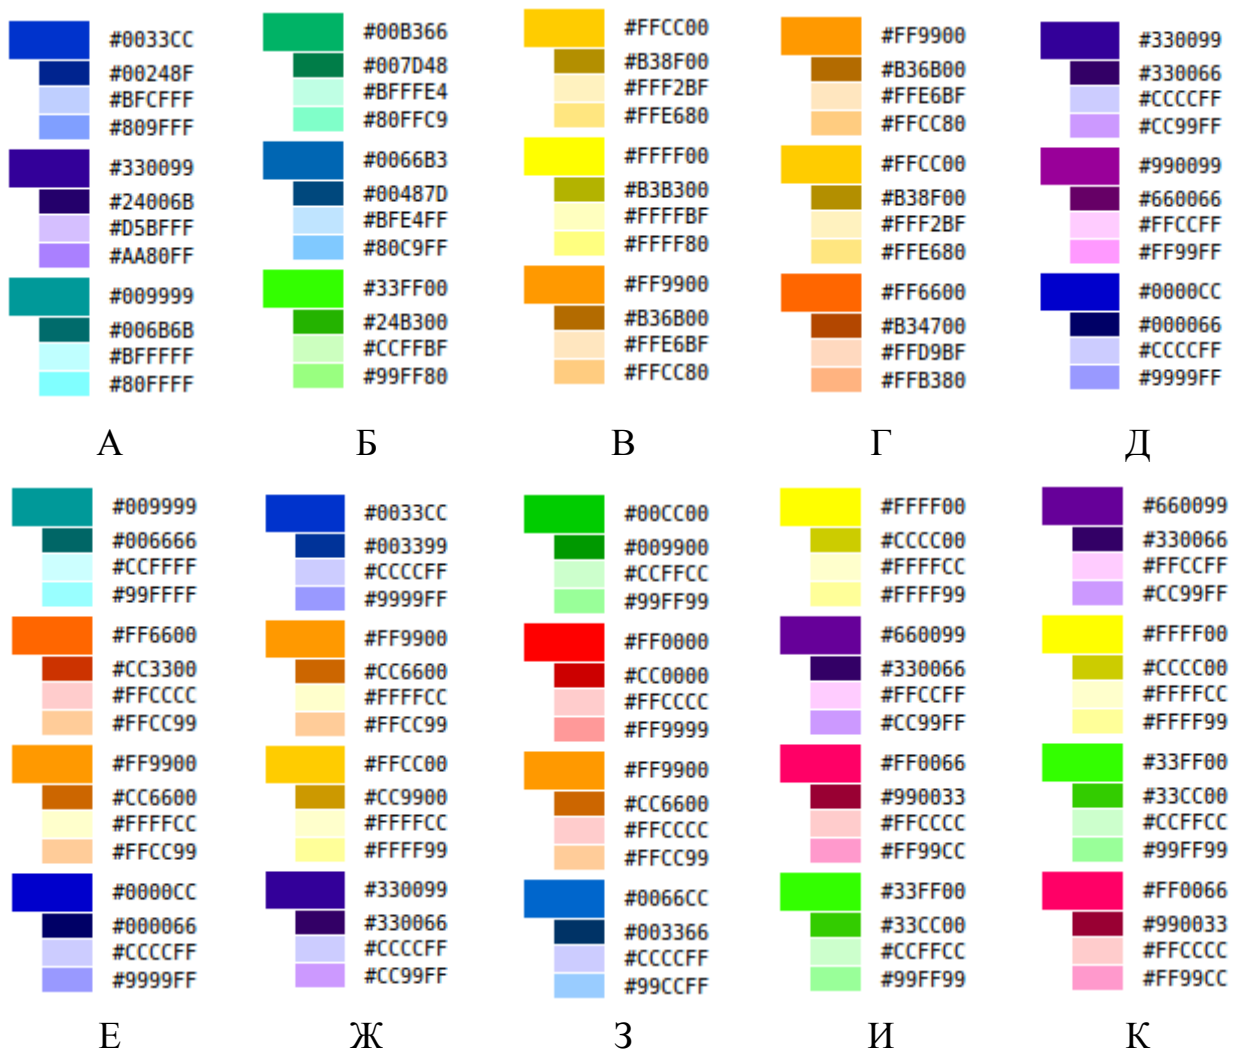 #0033CC
#00248F
#BFCFFF
#809FFF
#330099
#24006B
#D5BFFF
#AA80FF
#009999
#006B6B
#BFFFFF
#80FFFF
А
#00B366
#007D48
#BFFFE4
#80FFC9
#0066B3
#00487D
#BFE4FF
#80C9FF
#33FF00
#24B300
#CCFFBF
#99FF80
Б
#FFCC00
#B38F00
#FFF2BF
#FFE680
#FFFF00
#B3B300
#FFFFBF
#FFFF80
#FF9900
#B36B00
#FFE6BF
#FFCC80
В
#FF9900
#B36B00
#FFE6BF
#FFCC80
#FFCC00
#B38F00
#FFF2BF
#FFE680
#FF6600
#B34700
#FFD9BF
#FFB380
Г
#330099
#330066
#CCCCFF
#CC99FF
#990099
#660066
#FFCCFF
#FF99FF
#0000CC
#000066
#CCCCFF
#9999FF
Д
#009999
#006666
#CCFFFF
#99FFFF
#FF6600
#CC3300
#FFCCCC
#FFCC99
#FF9900
#CC6600
#FFFFCC
#FFCC99
#0000CC
#000066
#CCCCFF
#9999FF
Е
#0033CC
#003399
#CCCCFF
#9999FF
#FF9900
#CC6600
#FFFFCC
#FFCC99
#FFCC00
#CC9900
#FFFFCC
#FFFF99
#330099
#330066
#CCCCFF
#CC99FF
Ж
#00CC00
#009900
#CCFFCC
#99FF99
#FF0000
#CC0000
#FFCCCC
#FF9999
#FF9900
#CC6600
#FFCCCC
#FFCC99
#0066CC
#003366
#CCCCFF
#99CCFF
З
#FFFF00
#CCCC00
#FFFFCC
#FFFF99
#660099
#330066
#FFCCFF
#CC99FF
#FF0066
#990033
#FFCCCC
#FF99CC
#33FF00
#33CC00
#CCFFCC
#99FF99
И
#660099
#330066
#FFCCFF
#CC99FF
#FFFF00
#CCCC00
#FFFFCC
#FFFF99
#33FF00
#33CC00
#CCFFCC
#99FF99
#FF0066
#990033
#FFCCCC
#FF99CC
К